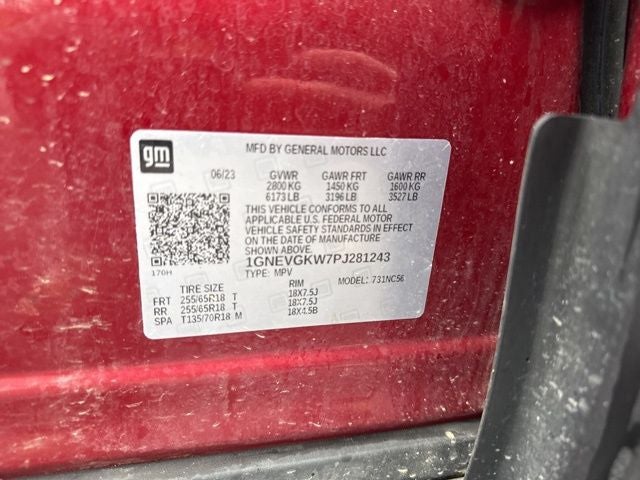 gm
MFD BY GENERAL MOTORS LLC
06/23 GVWR GAWR FRT GAWR RR
2800 KG 1450 KG 1600 KG
6173 LB 3196 LB 3527 LB
THIS VEHICLE CONFORMS TO ALL
APPLICABLE U.S. FEDERAL MOTOR
VEHICLE SAFETY STANDARDS IN EFFECT
ON THE DATE OF MANUFACTURE
SHOWN ABOVE.
170H
1GNEVGKW7PJ281243
TYPE: MPV MODEL: 731NC56
TIRE SIZE RIM
FRT 255/65R18 T 18X7.5J
RR 255/65R18 T 18X7.5J
SPA T135/70R18 M 18X4.5B